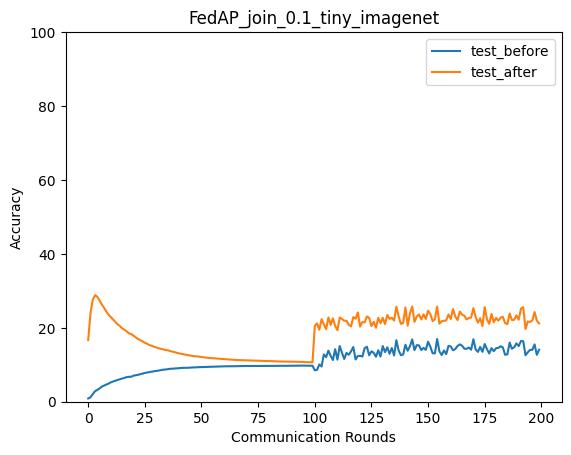 FedAP_join_0.1_tiny_imagenet
100
80
60
40
20
0
Accuracy
test_before
test_after
0 25 50 75 100 125 150 175 200
Communication Rounds